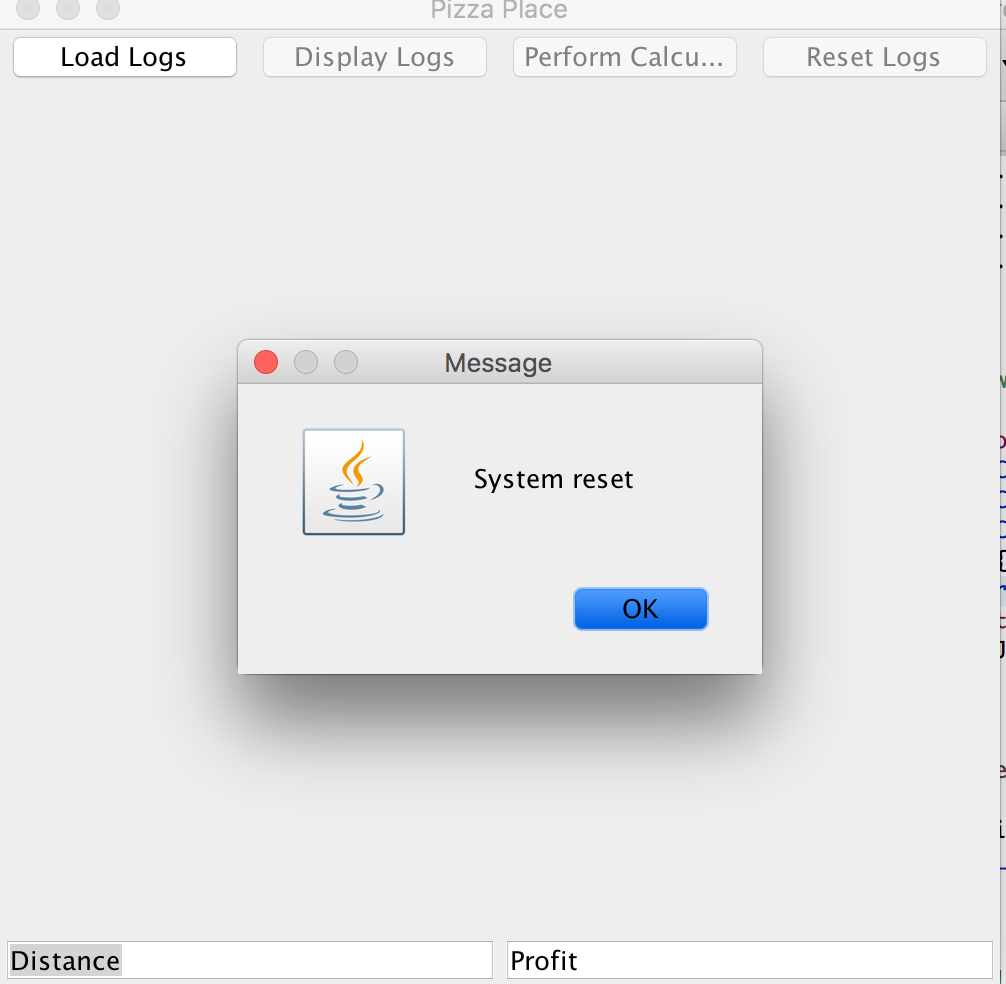 Pizza Place
Load Logs
Display Logs
Perform Calcu...
Reset Logs
Message
System reset
OK
Distance
Profit